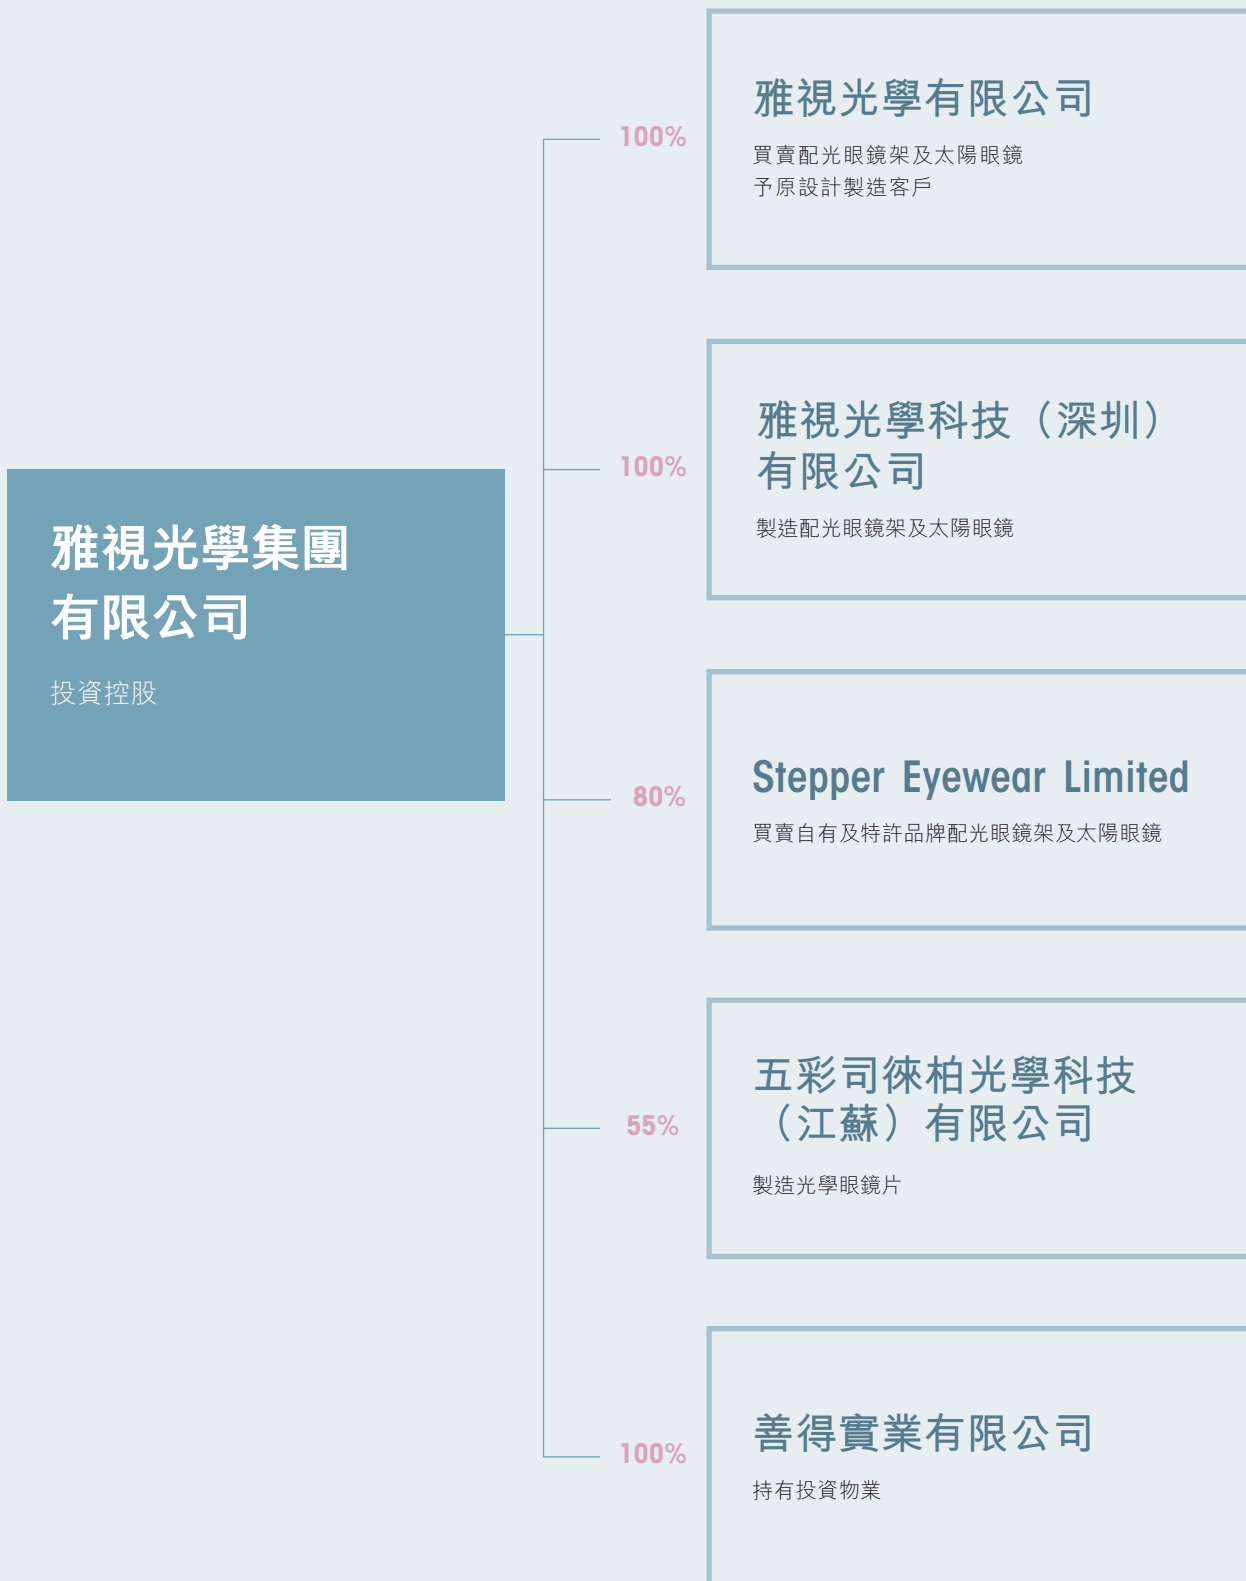 雅視光學集團
有限公司
投資控股
100%
雅視光學有限公司
買賣配光眼鏡架及太陽眼鏡
予原設計製造客戶
100%
雅視光學科技（深圳）
有限公司
製造配光眼鏡架及太陽眼鏡
80%
Stepper Eyewear Limited
買賣自有及特許品牌配光眼鏡架及太陽眼鏡
55%
五彩司徠柏光學科技
（江蘇）有限公司
製造光學眼鏡片
100%
善得實業有限公司
持有投資物業